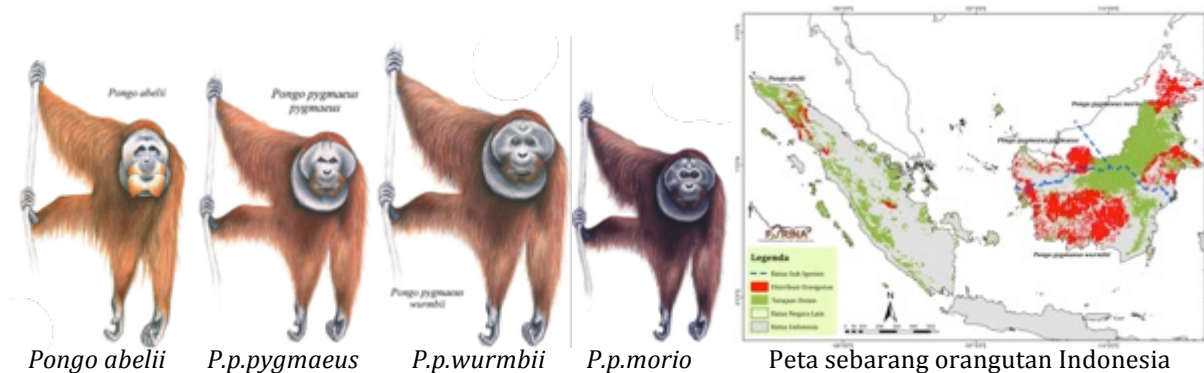 Pongo abelii
Pongo pygmaeus
pygmaeus
Pongo pygmaeus
wurmbii
Pongo abelii
Pongo pygmaeus morio
Pongo pygmaeus pygmaeus
Pongo pygmaeus wurmbii
FORINA
N
Legenda
Batas Sub Spesies
Distribusi Orangutan
Tutupan Hutan
Batas Negara Lain
Batas Indonesia
Pongo abelii
P.p.pygmaeus
P.p.wurmbii
P.p.morio
Peta sebarang orangutan Indonesia